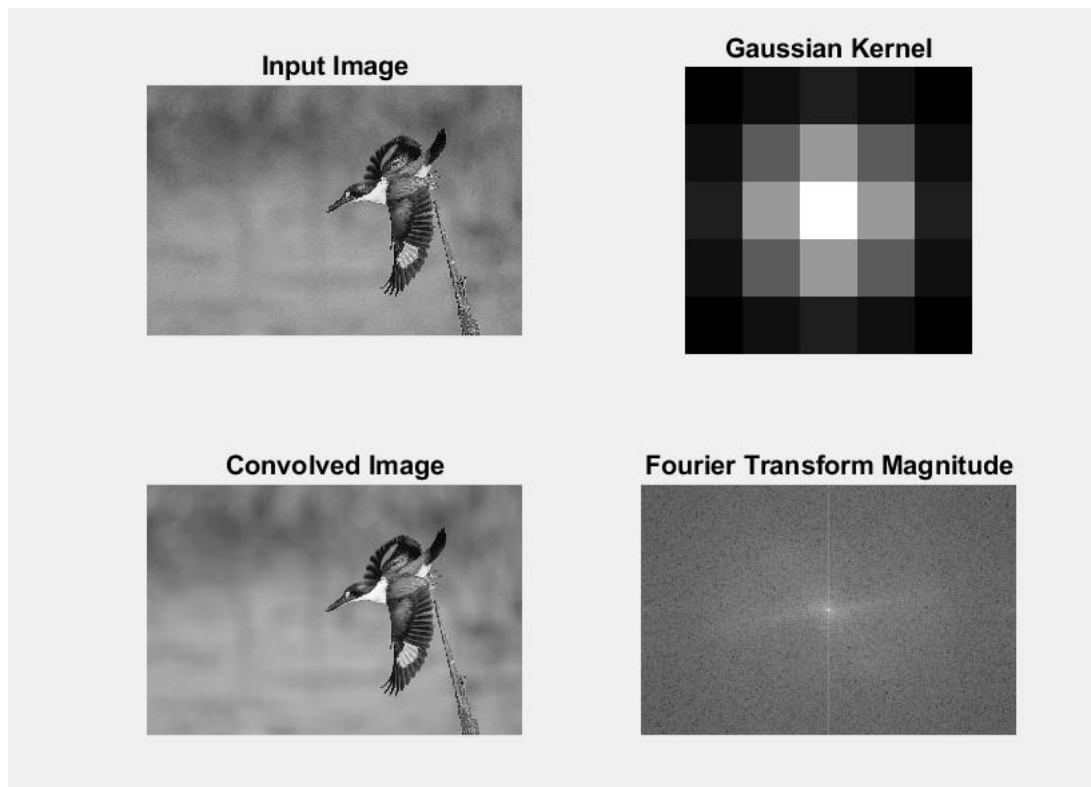 Input Image
Gaussian Kernel
Convolved Image
Fourier Transform Magnitude